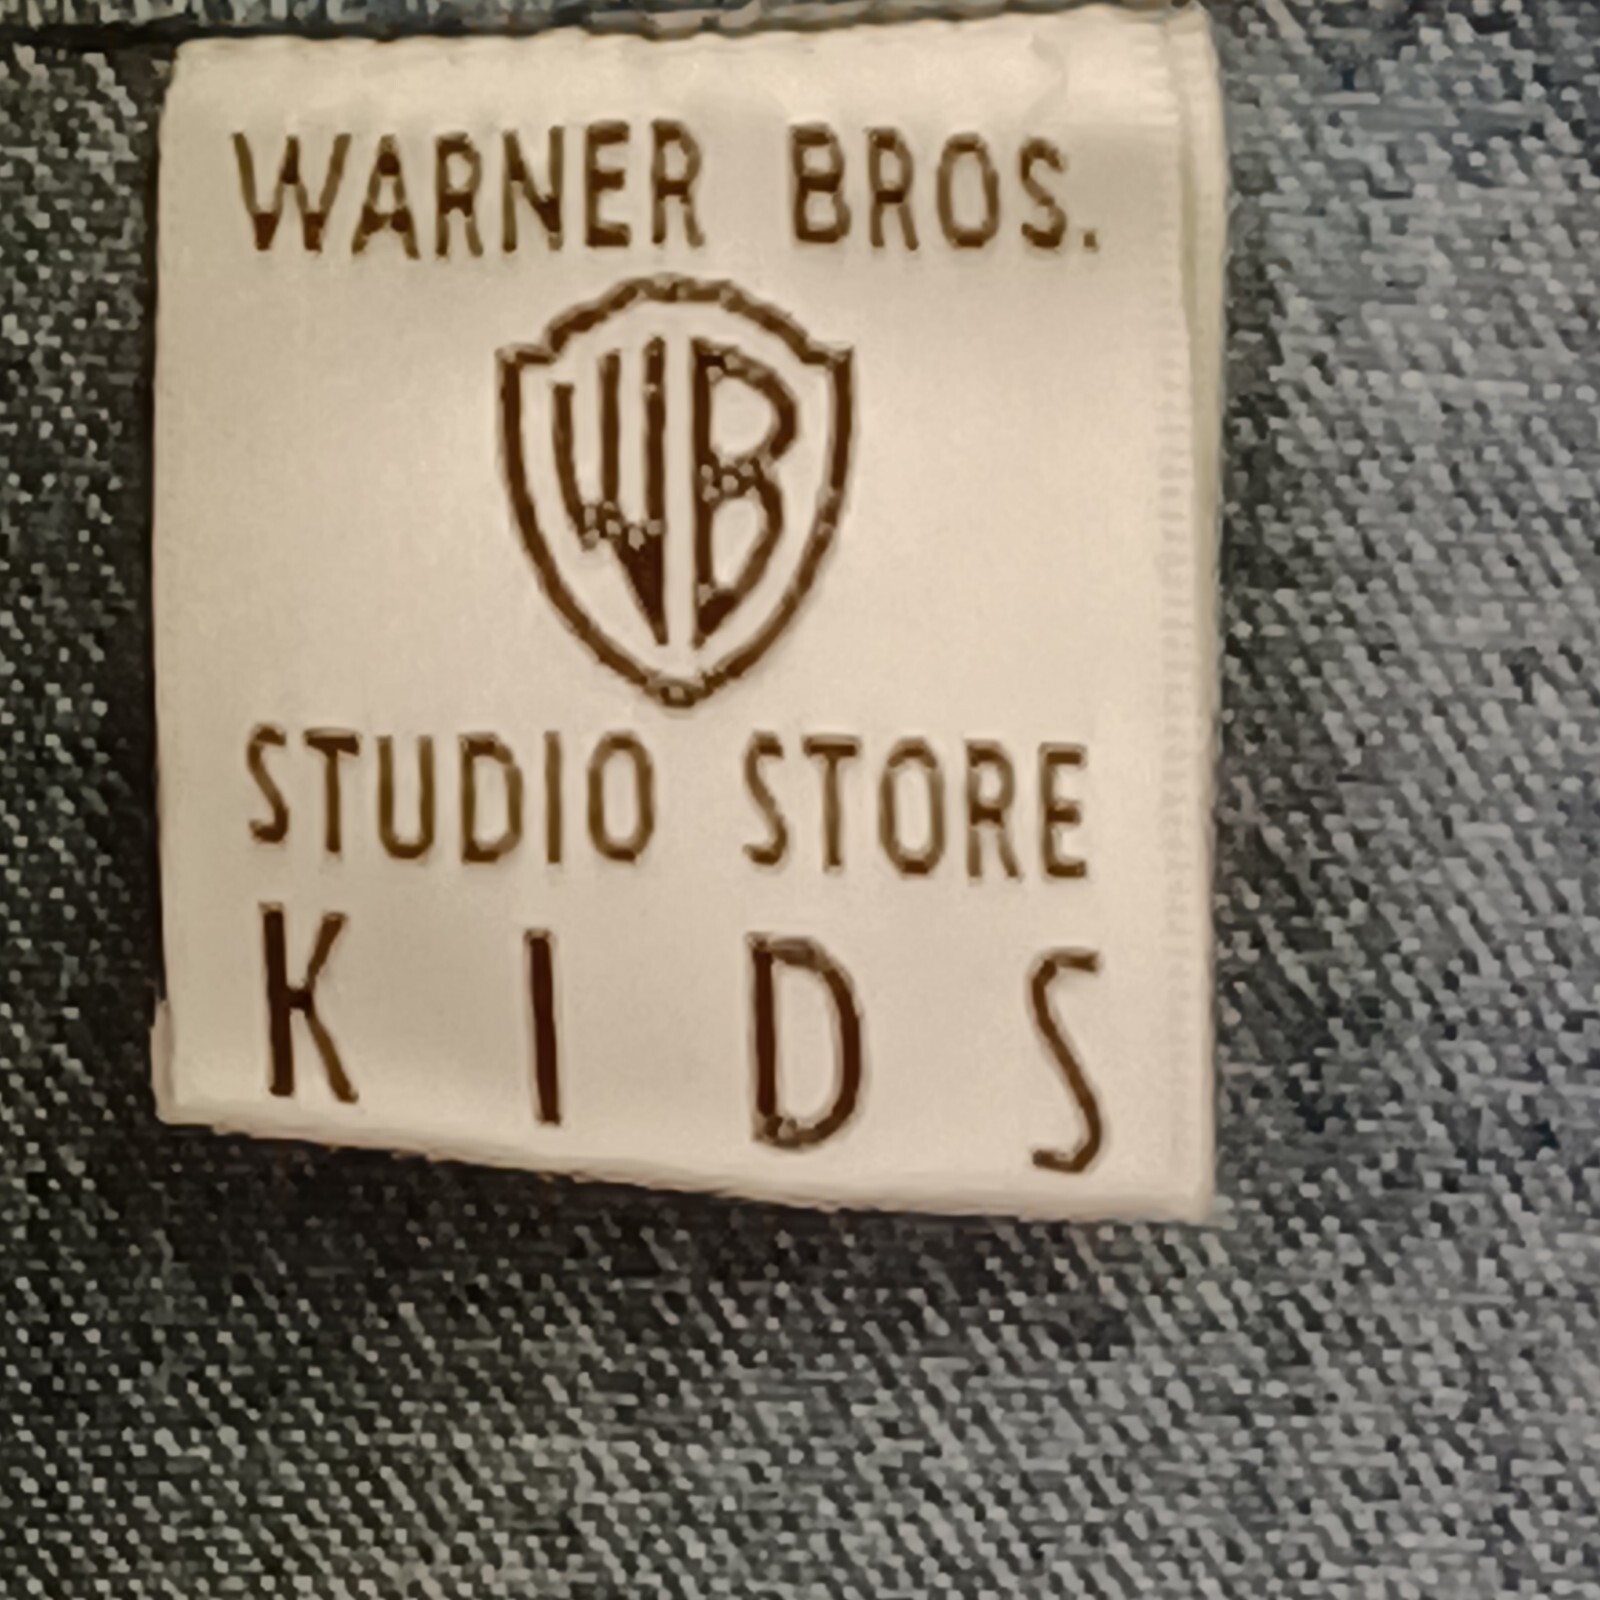 WARNER BROS.
WB
STUDIO STORE
KIDS